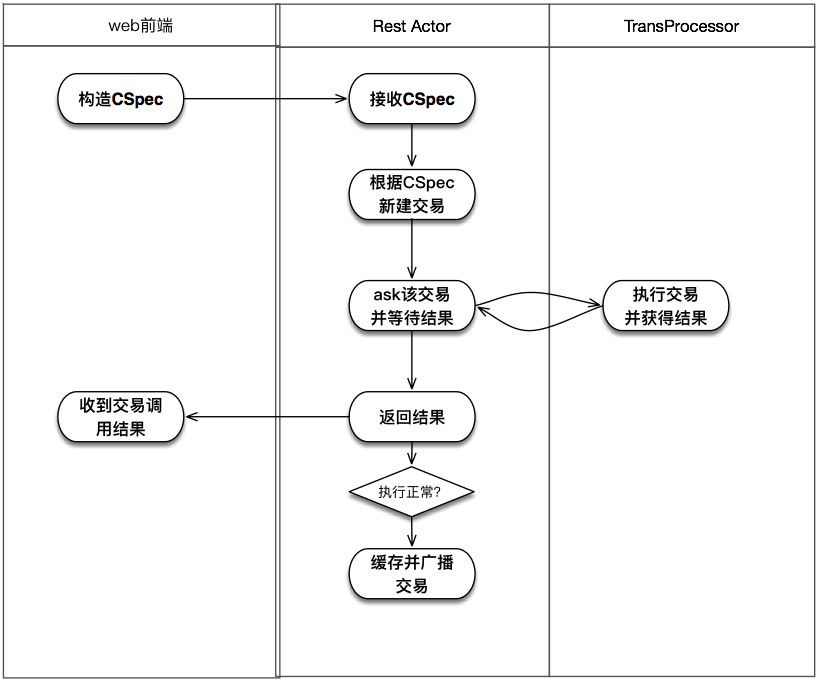 web前端
Rest Actor
TransProcessor
构造CSpec
接收CSpec
根据CSpec
新建交易
ask该交易
并等待结果
执行交易
并获得结果
收到交易调
用结果
返回结果
执行正常?
缓存并广播
交易